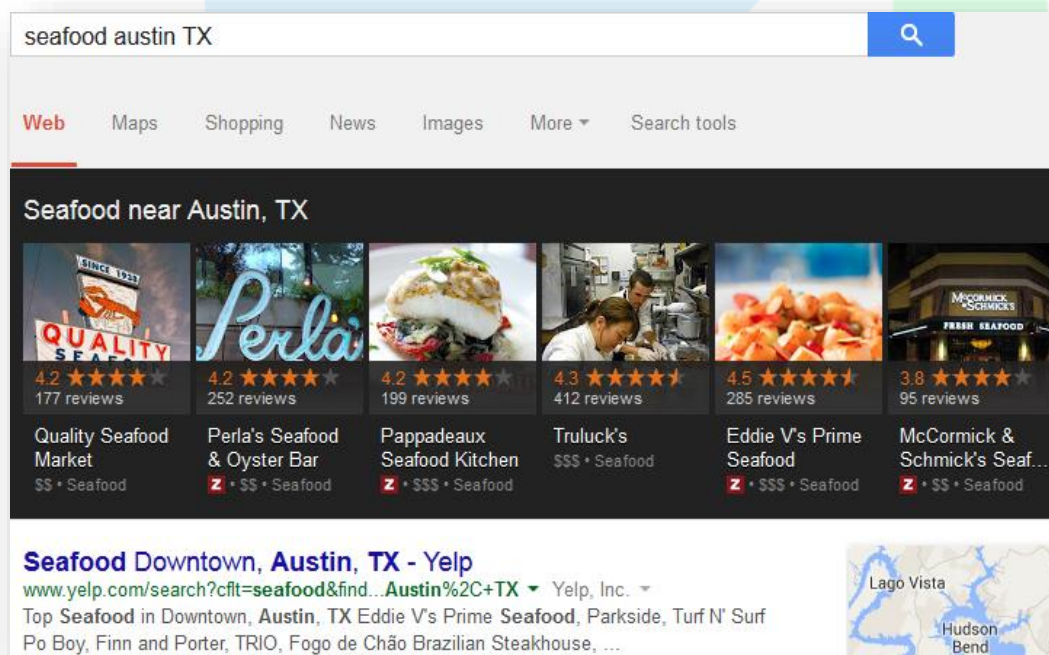 seafood austin TX
Web Maps Shopping News Images More Search tools
Seafood near Austin, TX
SINCE 1938
QUALITY
SEAF
Perla's
McCORMICK
& SCHMICK'S
FRESH SEAFOOD
4.2
177 reviews
Quality Seafood
Market
$$ • Seafood
4.2
252 reviews
Perla's Seafood
& Oyster Bar
Z • $$ • Seafood
4.2
199 reviews
Pappadeaux
Seafood Kitchen
Z • $$$ • Seafood
4.3
412 reviews
Truluck's
$$$ • Seafood
4.5
285 reviews
Eddie V's Prime
Seafood
Z • $$$ • Seafood
3.8
95 reviews
McCormick &
Schmick's Seaf...
Z • $$ • Seafood
Seafood Downtown, Austin, TX - Yelp
www.yelp.com/search?cflt=seafood&find...Austin%2C+TX Yelp, Inc.
Top Seafood in Downtown, Austin, TX Eddie V's Prime Seafood, Parkside, Turf N' Surf
Po Boy, Finn and Porter, TRIO, Fogo de Chão Brazilian Steakhouse, ...
Lago Vista
Hudson
Bend